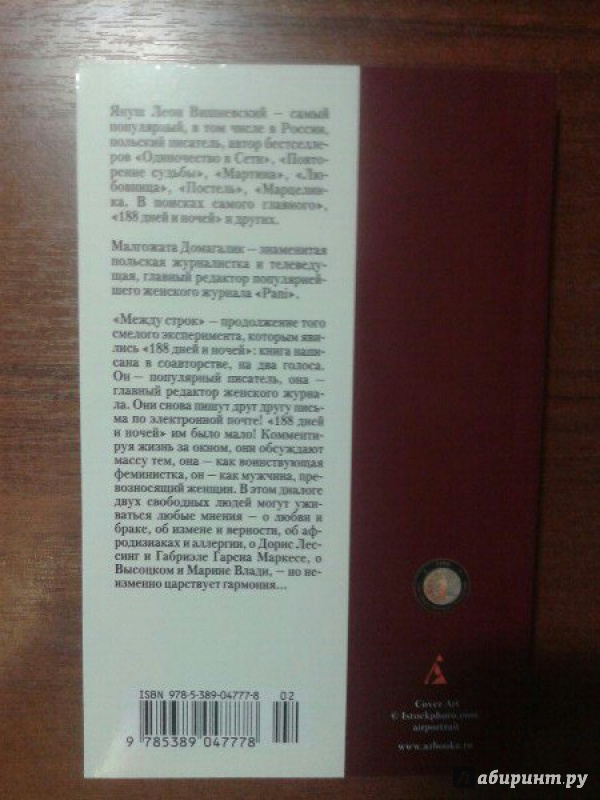 Януш Леон Вишневский — самый
популярный, в том числе в России,
польский писатель, автор бестселле-
ров «Одиночество в Сети», «Повто-
рение судьбы», «Мартина», «Лю-
бовница», «Постель», «Марцелин-
ка. В поисках самого главного»,
«188 дней и ночей» и других.
Малгожата Домагалик — знаменитая
польская журналистка и телеведу-
щая, главный редактор популярней-
шего женского журнала «Pani».
«Между строк» — продолжение того
смелого эксперимента, которым яви-
лись «188 дней и ночей»: книга напи-
сана в соавторстве, на два голоса.
Он — популярный писатель, она —
главный редактор женского журна-
ла. Они снова пишут друг другу пись-
ма по электронной почте! «188 дней
и ночей» им было мало! Комменти-
руя жизнь за окном, они обсуждают
массу тем, она — как воинствующая
феминистка, он — как мужчина, пре-
возносящий женщин. В этом диалоге
двух свободных людей могут ужи-
ваться любые мнения — о любви и
браке, об измене и верности, об аф-
родизиаках и аллергии, о Дорис Лес-
синг и Габриэле Гарсиа Маркесе, о
Высоцком и Марине Влади, — но не-
изменно царствует гармония...
ISBN 978-5-389-04777-8 02
9 785389 047778
Cover Art
© Istockphoto.com
airportrait
www.azbooka.ru
абиринт.ру